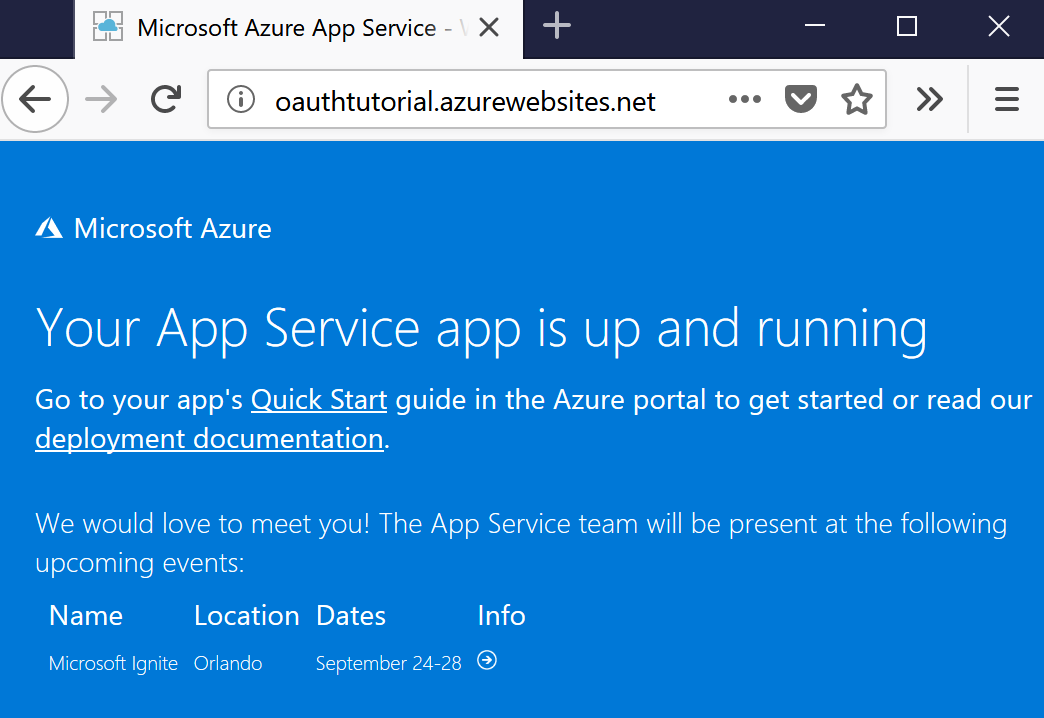 Microsoft Azure App Service -
oauthtutorial.azurewebsites.net
Microsoft Azure
Your App Service app is up and running
Go to your app's Quick Start guide in the Azure portal to get started or read our
deployment documentation.
We would love to meet you! The App Service team will be present at the following
upcoming events:
Name Location Dates Info
Microsoft Ignite Orlando September 24-28